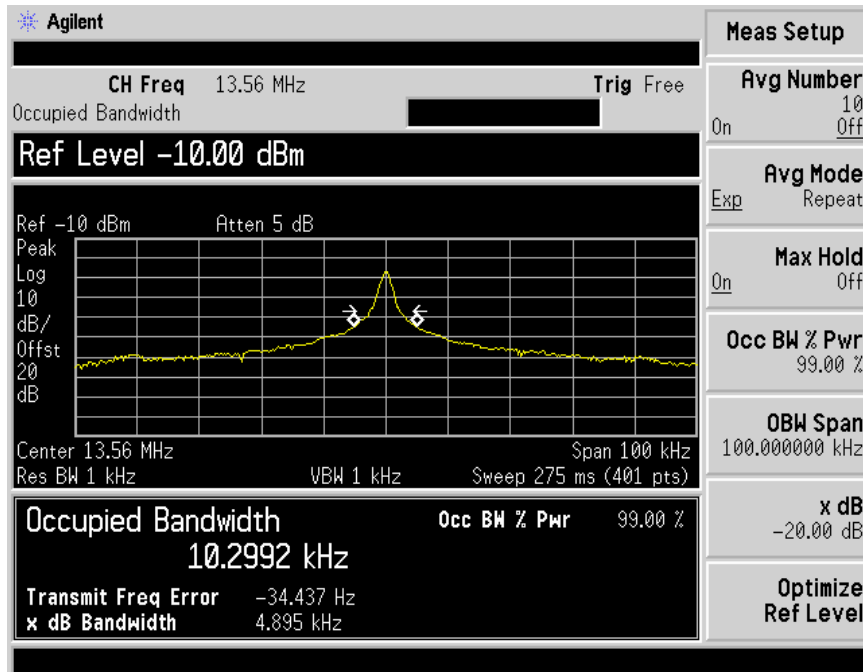 Agilent
CH Freq 13.56 MHz Trig Free
Occupied Bandwidth
Ref Level -10.00 dBm
Ref -10 dBm Atten 5 dB
Peak
Log
10
dB/
Offst
20
dB
Center 13.56 MHz Span 100 kHz
Res BW 1 kHz VBW 1 kHz Sweep 275 ms (401 pts)
Occupied Bandwidth Occ BW % Pwr 99.00 %
10.2992 kHz
Transmit Freq Error -34.437 Hz
x dB Bandwidth 4.895 kHz
Meas Setup
Avg Number
10
On Off
Avg Mode
Exp Repeat
Max Hold
On Off
Occ BW % Pwr
99.00 %
OBW Span
100.000000 kHz
x dB
-20.00 dB
Optimize
Ref Level